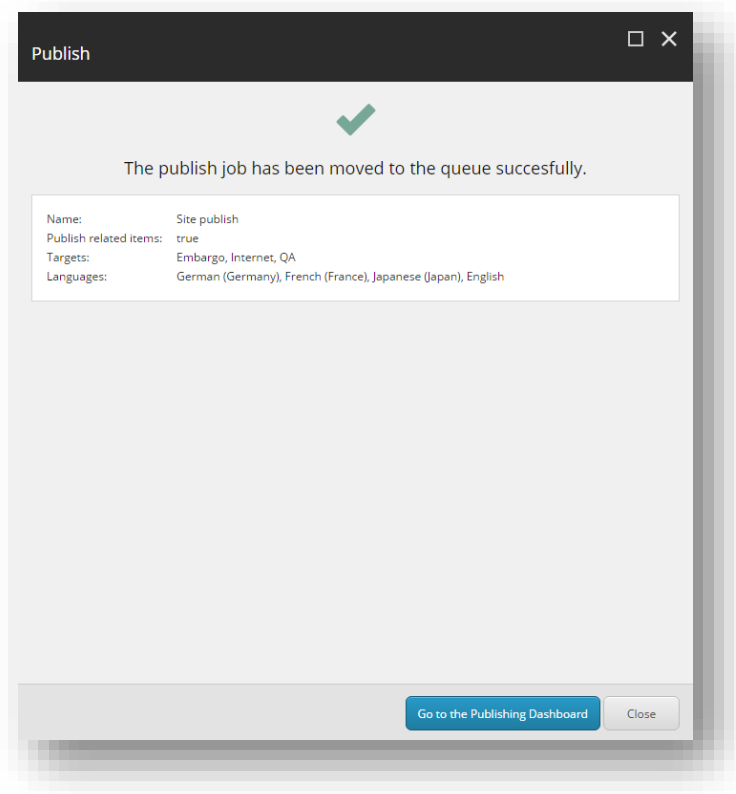 Publish
The publish job has been moved to the queue succesfully.
Name: Site publish
Publish related items: true
Targets: Embargo, Internet, QA
Languages: German (Germany), French (France), Japanese (Japan), English
Go to the Publishing Dashboard Close